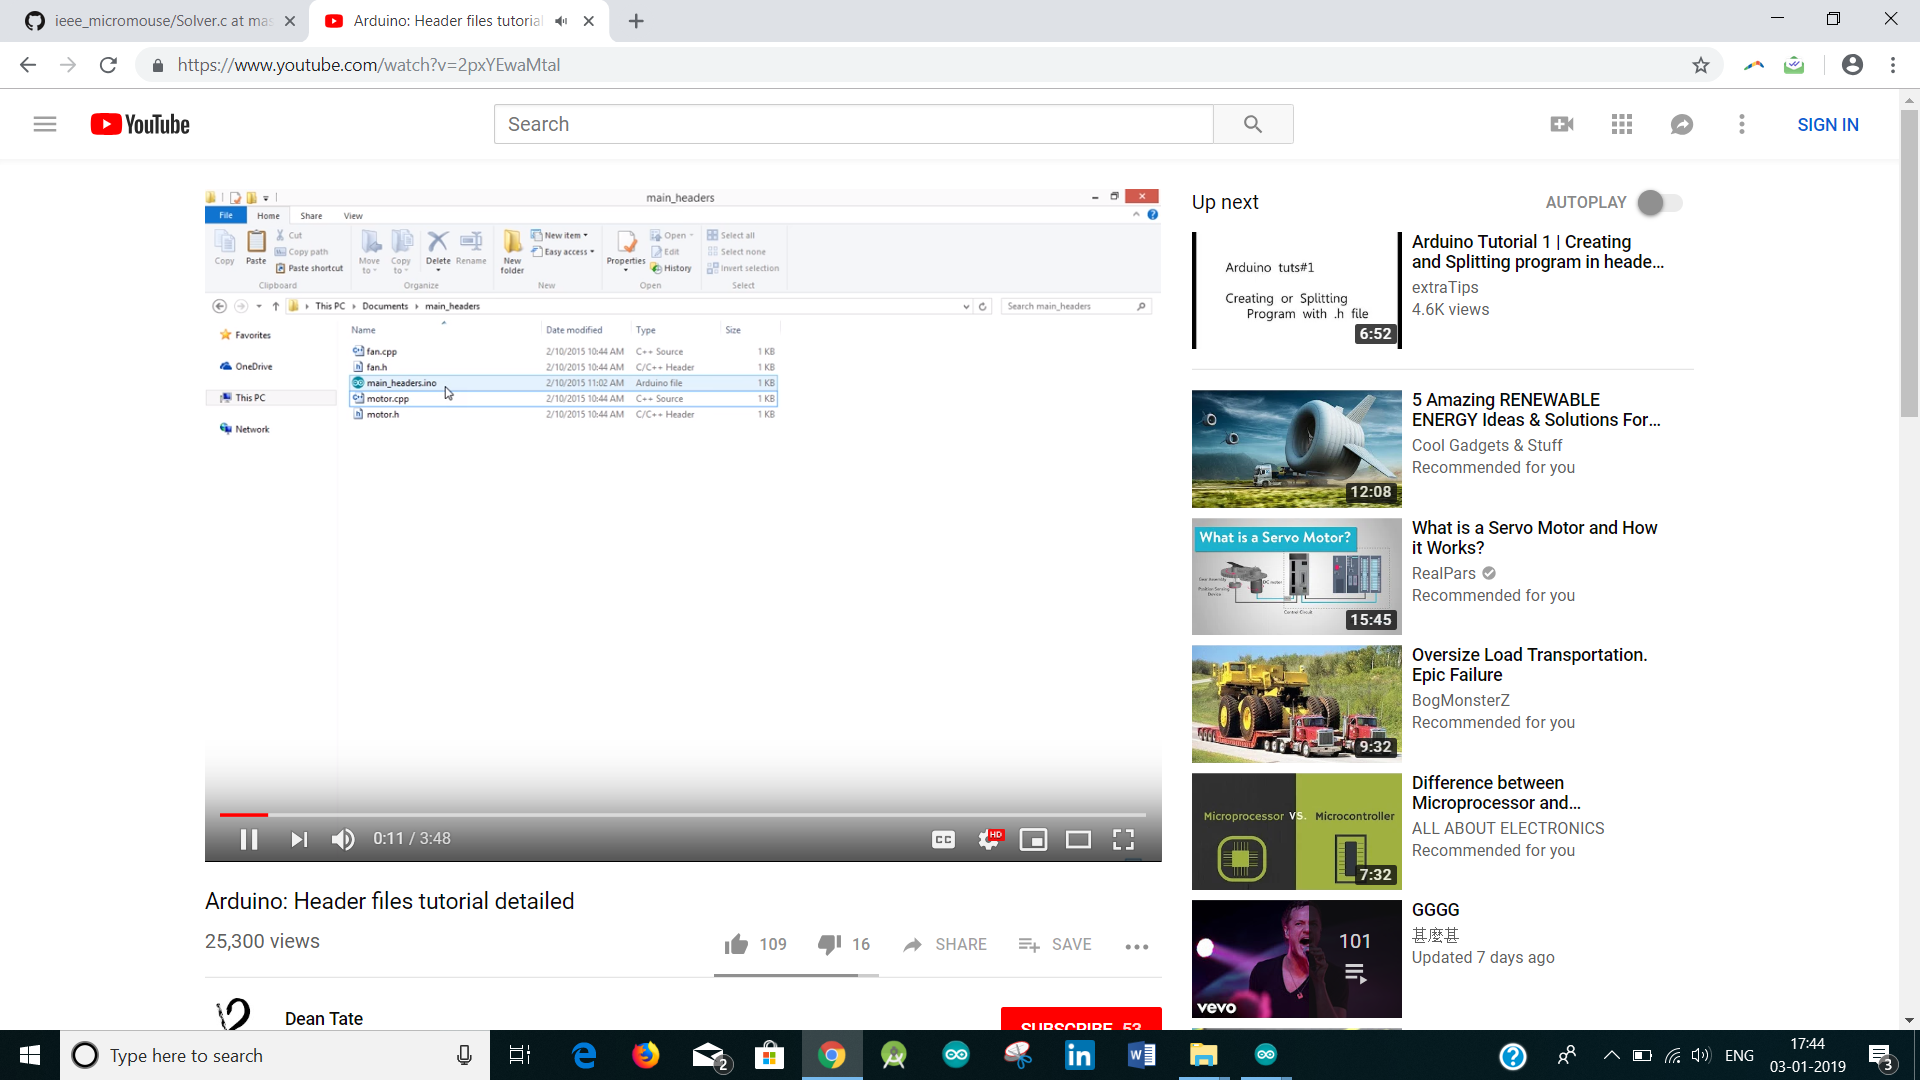 ieee_micromouse/Solver.c at mas
Arduino: Header files tutorial
https://www.youtube.com/watch?v=2pxYEwaMtaI
YouTube
Search
SIGN IN
main_headers
File Home Share View
Copy
Paste
Cut
Copy path
Paste shortcut
Clipboard
Move to
Copy to
Delete
Rename
Organize
New folder
New item
Easy access
New
Properties
Open
Edit
History
Open
Select all
Select none
Invert selection
Select
This PC Documents main_headers
Search main_headers
Favorites
OneDrive
This PC
Network
Name Date modified Type Size
fan.cpp 2/10/2015 10:44 AM C++ Source 1 KB
fan.h 2/10/2015 10:44 AM C/C++ Header 1 KB
main_headers.ino 2/10/2015 11:02 AM Arduino file 1 KB
motor.cpp 2/10/2015 10:44 AM C++ Source 1 KB
motor.h 2/10/2015 10:44 AM C/C++ Header 1 KB
0:11 / 3:48
CC
HD
Arduino: Header files tutorial detailed
25,300 views
109
16
SHARE
SAVE
Dean Tate
SUBSCRIBE 53
Up next
AUTOPLAY
Arduino tuts#1
Creating or Splitting
Program with .h file
6:52
Arduino Tutorial 1 | Creating
and Splitting program in heade...
extraTips
4.6K views
12:08
5 Amazing RENEWABLE
ENERGY Ideas & Solutions For...
Cool Gadgets & Stuff
Recommended for you
What is a Servo Motor?
Control Circuit
15:45
What is a Servo Motor and How
it Works?
RealPars
Recommended for you
9:32
Oversize Load Transportation.
Epic Failure
BogMonsterZ
Recommended for you
Microprocessor VS. Microcontroller
7:32
Difference between
Microprocessor and...
ALL ABOUT ELECTRONICS
Recommended for you
101
vevo
GGGG
甚麼甚
Updated 7 days ago
Type here to search
2
ENG
17:44
03-01-2019
3